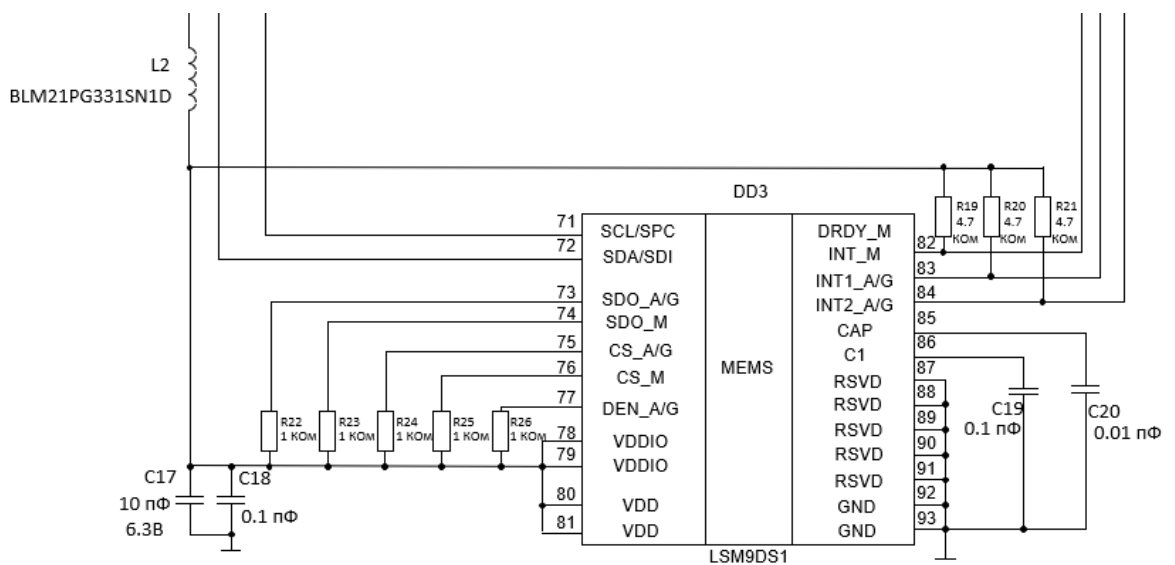 L2
BLM21PG331SN1D
DD3
R19
4.7
КОм
R20
4.7
КОм
R21
4.7
КОм
71
SCL/SPC
72
SDA/SDI
73
SDO_A/G
74
SDO_M
75
CS_A/G
76
CS_M
77
DEN_A/G
78
VDDIO
79
VDDIO
80
VDD
81
VDD
MEMS
DRDY_M
82
INT_M
83
INT1_A/G
84
INT2_A/G
85
CAP
86
C1
87
RSVD
88
RSVD
89
RSVD
90
RSVD
91
RSVD
92
GND
93
GND
R22
1 КОм
R23
1 КОм
R24
1 КОм
R25
1 КОм
R26
1 КОм
C17
10 пФ
6.3В
C18
0.1 пФ
C19
0.1 пФ
C20
0.01 пФ
LSM9DS1